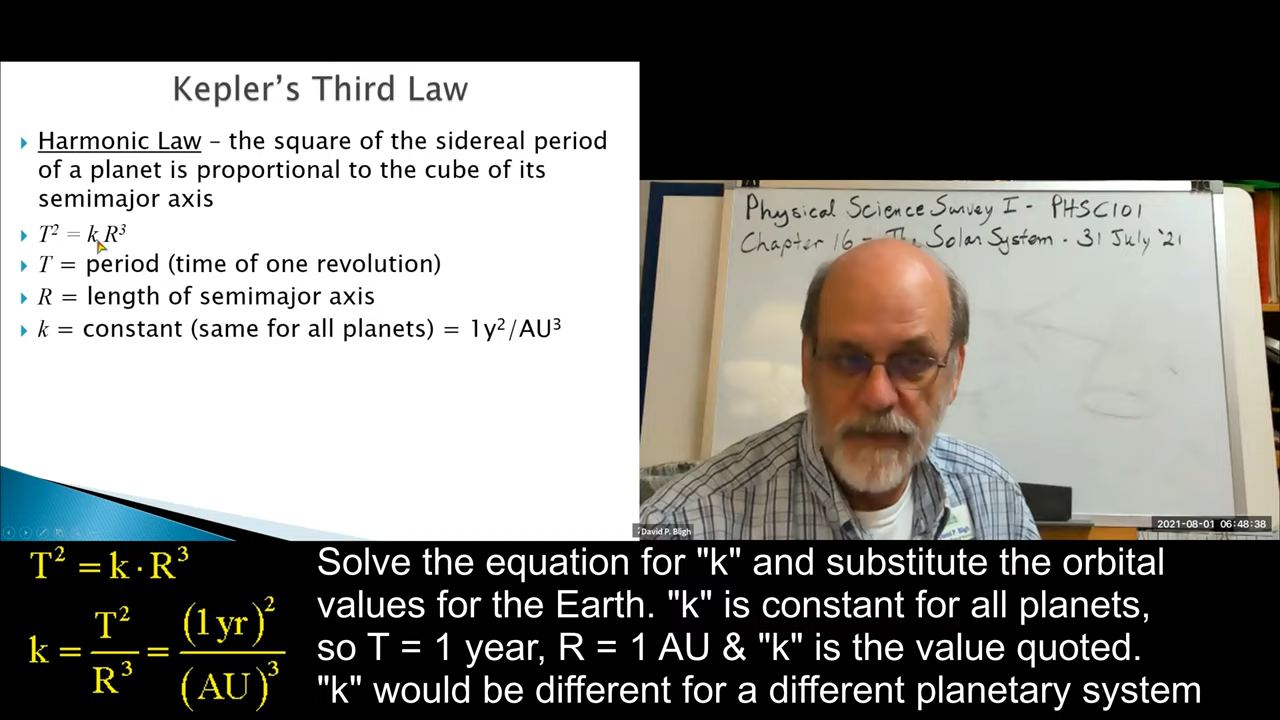 Kepler's Third Law
Harmonic Law – the square of the sidereal period
of a planet is proportional to the cube of its
semimajor axis
T² = k R³
T = period (time of one revolution)
R = length of semimajor axis
k = constant (same for all planets) = 1y²/AU³
Physical Science Survey I - PHSC101
Chapter 16 - The Solar System · 31 July '21
David P. Bligh
2021-08-01 06:48:38
T² = k · R³
k = T²/R³ = (1yr)²/(AU)³
Solve the equation for "k" and substitute the orbital
values for the Earth. "k" is constant for all planets,
so T = 1 year, R = 1 AU & "k" is the value quoted.
"k" would be different for a different planetary system